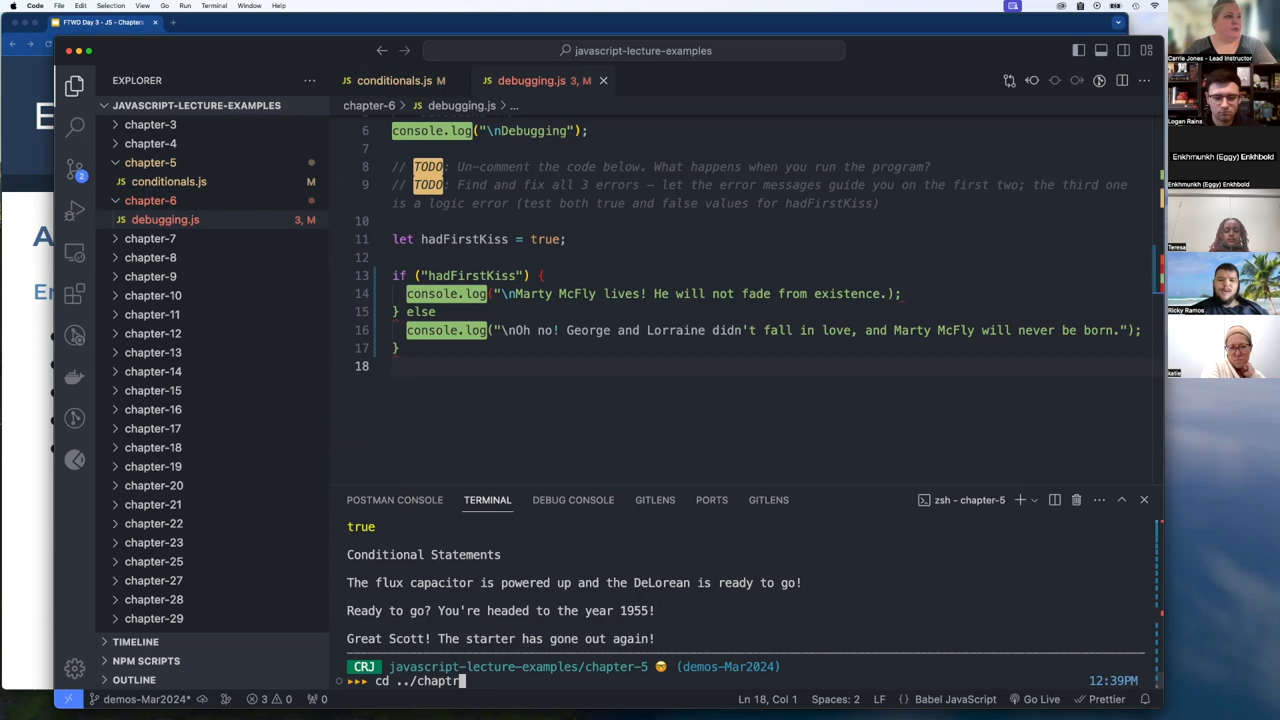 Code File Edit Selection View Go Run Terminal Window Help
FTWD Day 3 - JS - Chapters
javascript-lecture-examples
EXPLORER
conditionals.js M
debugging.js 3, M
JAVASCRIPT-LECTURE-EXAMPLES
chapter-3
chapter-4
chapter-5
conditionals.js M
chapter-6
debugging.js 3, M
chapter-7
chapter-8
chapter-9
chapter-10
chapter-11
chapter-12
chapter-13
chapter-14
chapter-15
chapter-16
chapter-17
chapter-18
chapter-19
chapter-20
chapter-21
chapter-22
chapter-23
chapter-25
chapter-27
chapter-28
chapter-29
TIMELINE
NPM SCRIPTS
OUTLINE
2
chapter-6 > debugging.js > ...
6 console.log("\nDebugging");
8 // TODO: Un-comment the code below. What happens when you run the program?
9 // TODO: Find and fix all 3 errors — let the error messages guide you on the first two; the third one
is a logic error (test both true and false values for hadFirstKiss)
10
11 let hadFirstKiss = true;
12
13 if ("hadFirstKiss") {
14 console.log("\nMarty McFly lives! He will not fade from existence.);
15 } else
16 console.log("\nOh no! George and Lorraine didn't fall in love, and Marty McFly will never be born.");
17 }
18
POSTMAN CONSOLE TERMINAL DEBUG CONSOLE GITLENS PORTS GITLENS
zsh - chapter-5
true
Conditional Statements
The flux capacitor is powered up and the DeLorean is ready to go!
Ready to go? You're headed to the year 1955!
Great Scott! The starter has gone out again!
CRJ javascript-lecture-examples/chapter-5 🤯 (demos-Mar2024)
►►► cd ../chaptr
12:39PM
demos-Mar2024* 3 0 0 Ln 18, Col 1 Spaces: 2 LF {} Babel JavaScript Go Live Prettier
Carrie Jones - Lead Instructor
Logan Rains
Enkhmunkh (Eggy) Enkhbold
Enkhmunkh (Eggy) Enkhbold
Teresa
Ricky Ramos
katie